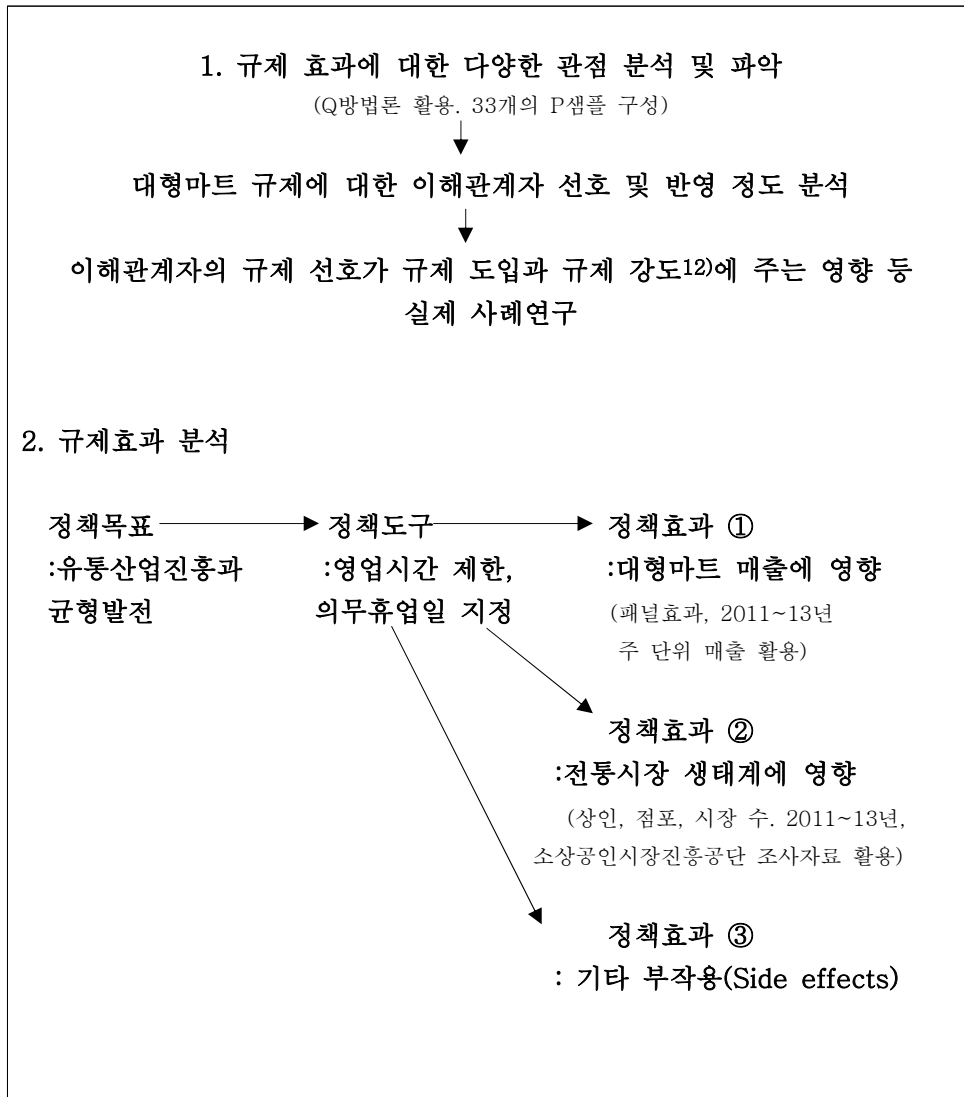 1. 규제 효과에 대한 다양한 관점 분석 및 파악
(Q방법론 활용. 33개의 P샘플 구성)
대형마트 규제에 대한 이해관계자 선호 및 반영 정도 분석
이해관계자의 규제 선호가 규제 도입과 규제 강도12)에 주는 영향 등
실제 사례연구
2. 규제효과 분석
정책목표
:유통산업진흥과
균형발전
정책도구
:영업시간 제한,
의무휴업일 지정
정책효과 ①
:대형마트 매출에 영향
(패널효과, 2011~13년
주 단위 매출 활용)
정책효과 ②
:전통시장 생태계에 영향
(상인, 점포, 시장 수. 2011~13년,
소상공인시장진흥공단 조사자료 활용)
정책효과 ③
: 기타 부작용(Side effects)